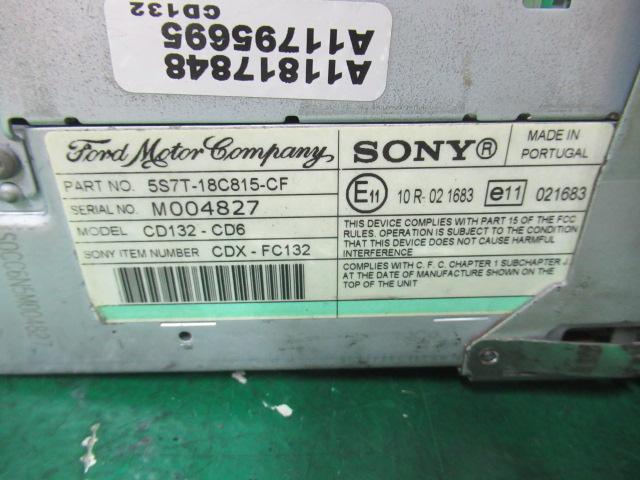 A11817848
A11795695
CD132
Ford Motor Company
PART NO. 5S7T-18C815-CF
SERIAL NO. M004827
MODEL CD132 - CD6
SONY ITEM NUMBER CDX - FC132
SONY®
MADE IN
PORTUGAL
E11 10 R- 02 1683 e11 021683
THIS DEVICE COMPLIES WITH PART 15 OF THE FCC
RULES. OPERATION IS SUBJECT TO THE CONDITION
THAT THIS DEVICE DOES NOT CAUSE HARMFUL
INTERFERENCE
COMPLIES WITH C. F. C. CHAPTER 1 SUBCHAPTER J.
AT THE DATE OF MANUFACTURE SHOWN ON THE
TOP OF THE UNIT